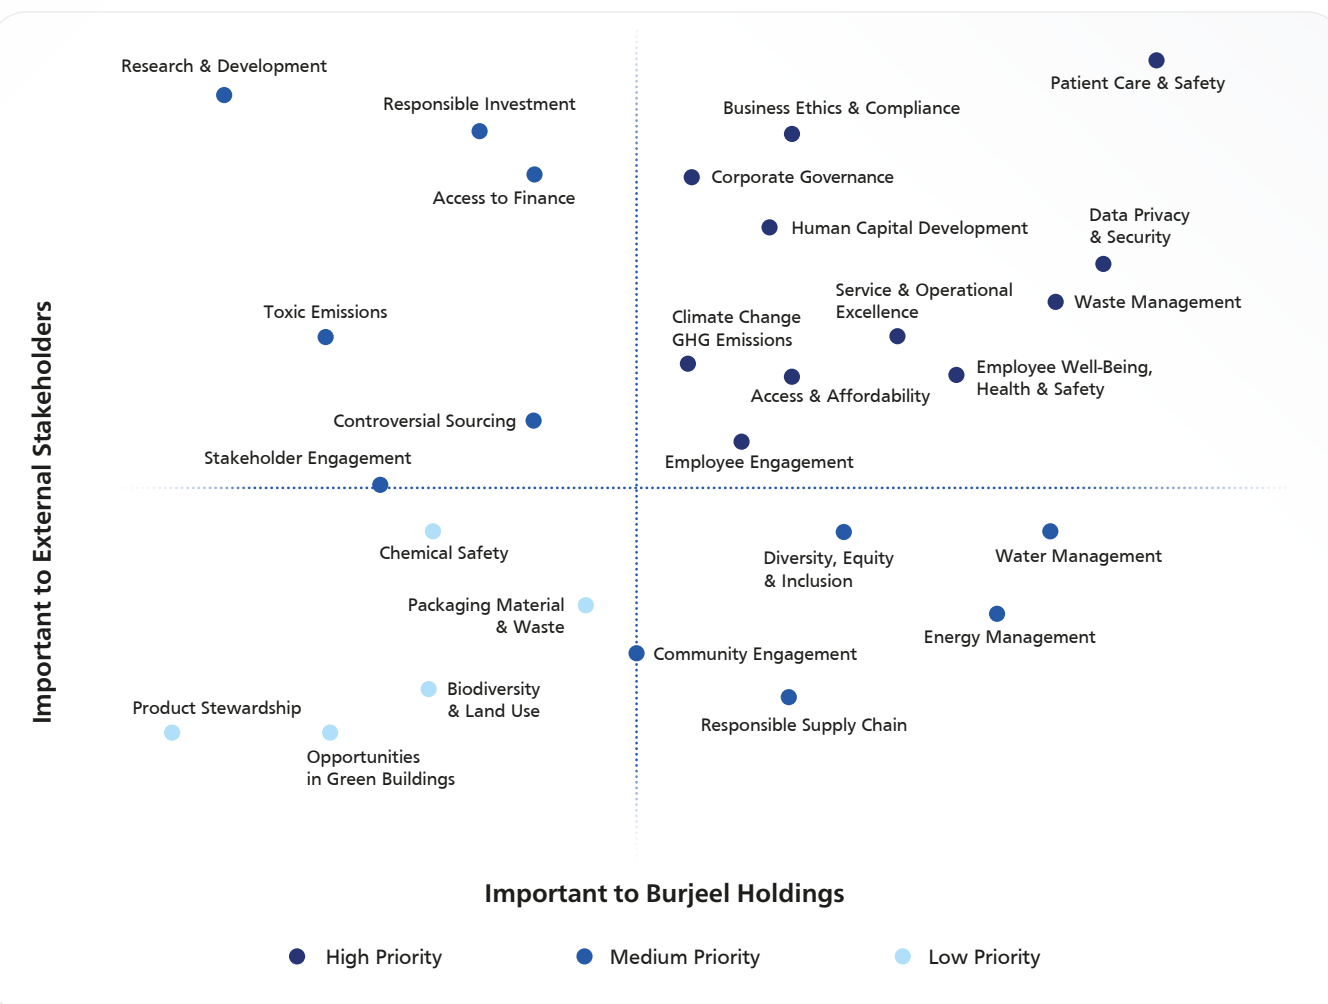 Research & Development
Patient Care & Safety
Responsible Investment
Business Ethics & Compliance
Access to Finance
Corporate Governance
Human Capital Development
Data Privacy
& Security
Toxic Emissions
Service & Operational
Excellence
Waste Management
Climate Change
GHG Emissions
Employee Well-Being,
Health & Safety
Access & Affordability
Controversial Sourcing
Stakeholder Engagement
Employee Engagement
Important to External Stakeholders
Chemical Safety
Diversity, Equity
& Inclusion
Water Management
Packaging Material
& Waste
Energy Management
Community Engagement
Biodiversity
& Land Use
Product Stewardship
Responsible Supply Chain
Opportunities
in Green Buildings
Important to Burjeel Holdings
High Priority
Medium Priority
Low Priority